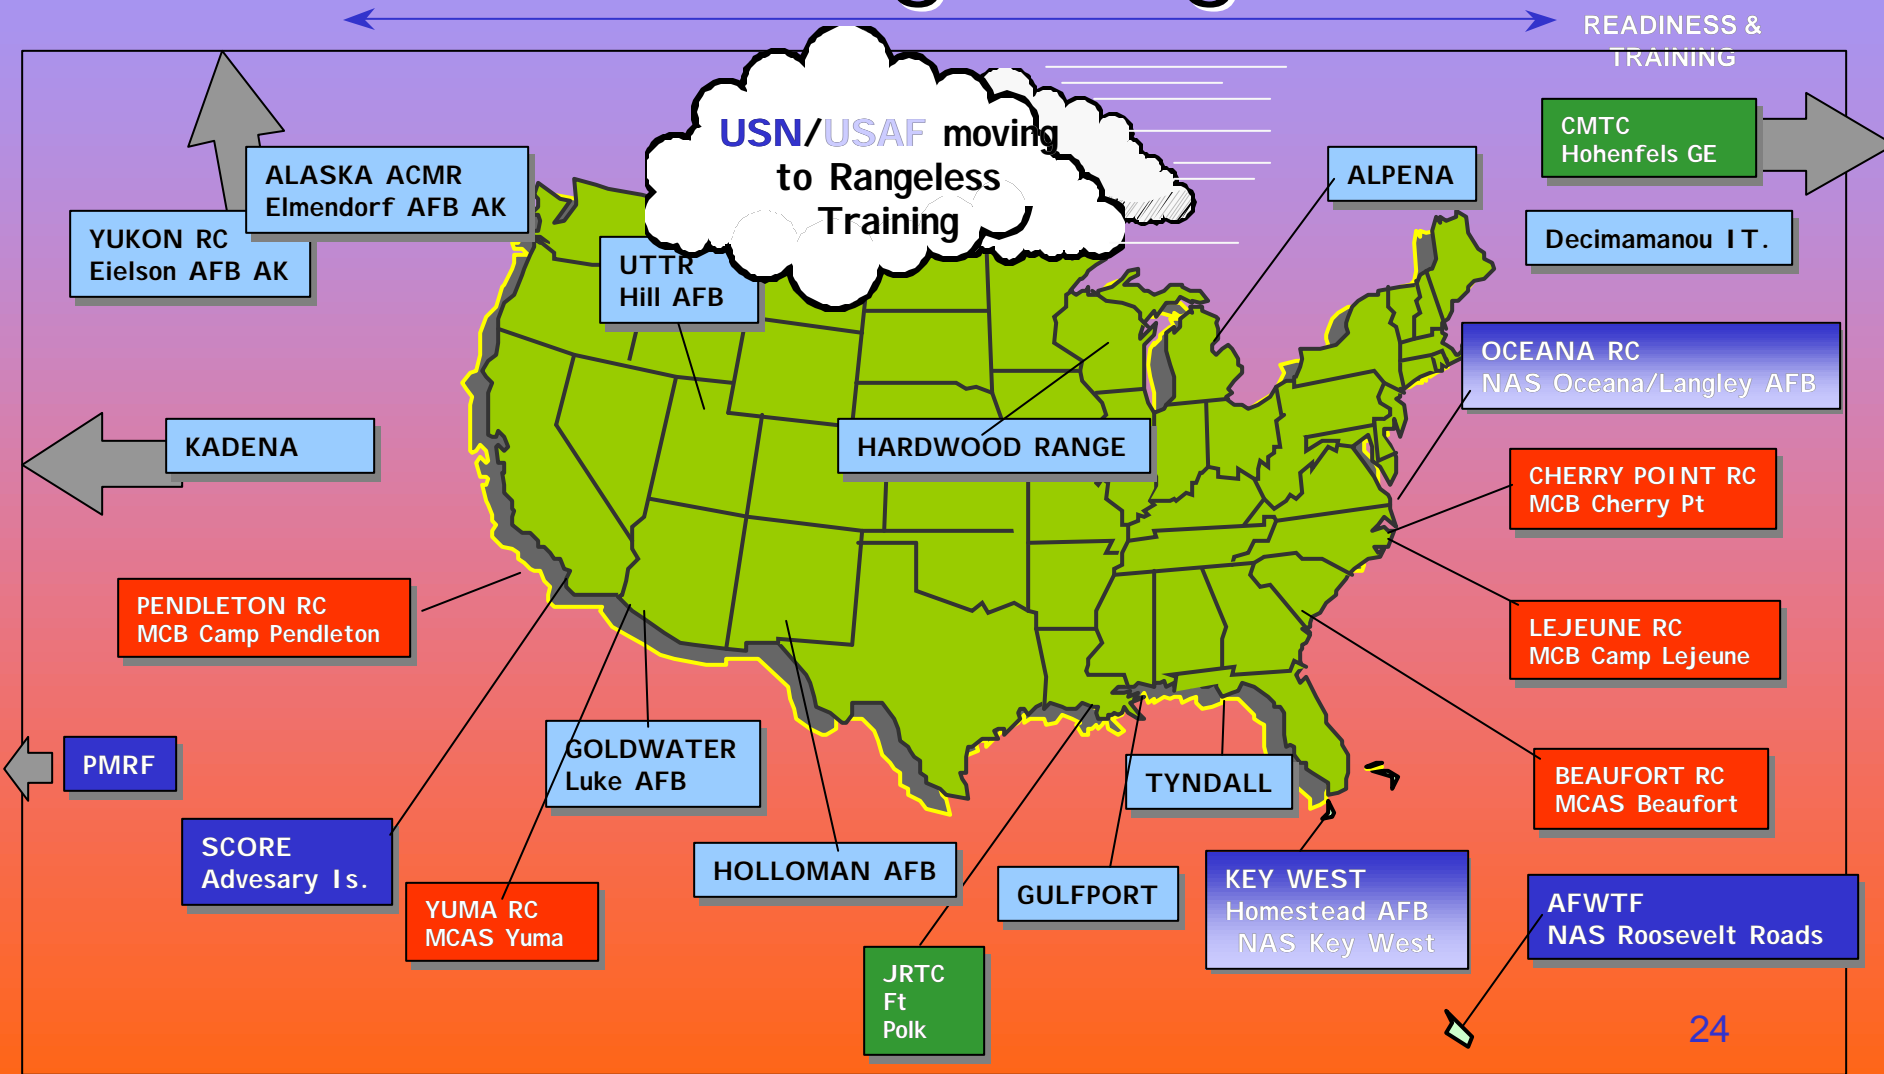 READINESS &
TRAINING
USN/USAF moving
to Rangeless
Training
CMTC
Hohenfels GE
ALASKA ACMR
Elmendorf AFB AK
ALPENA
YUKON RC
Eielson AFB AK
Decimamanou IT.
UTTR
Hill AFB
OCEANA RC
NAS Oceana/Langley AFB
KADENA
HARDWOOD RANGE
CHERRY POINT RC
MCB Cherry Pt
PENDLETON RC
MCB Camp Pendleton
LEJEUNE RC
MCB Camp Lejeune
PMRF
GOLDWATER
Luke AFB
TYNDALL
BEAUFORT RC
MCAS Beaufort
SCORE
Advesary Is.
HOLLOMAN AFB
GULFPORT
KEY WEST
Homestead AFB
NAS Key West
YUMA RC
MCAS Yuma
AFWTF
NAS Roosevelt Roads
JRTC
Ft
Polk
24